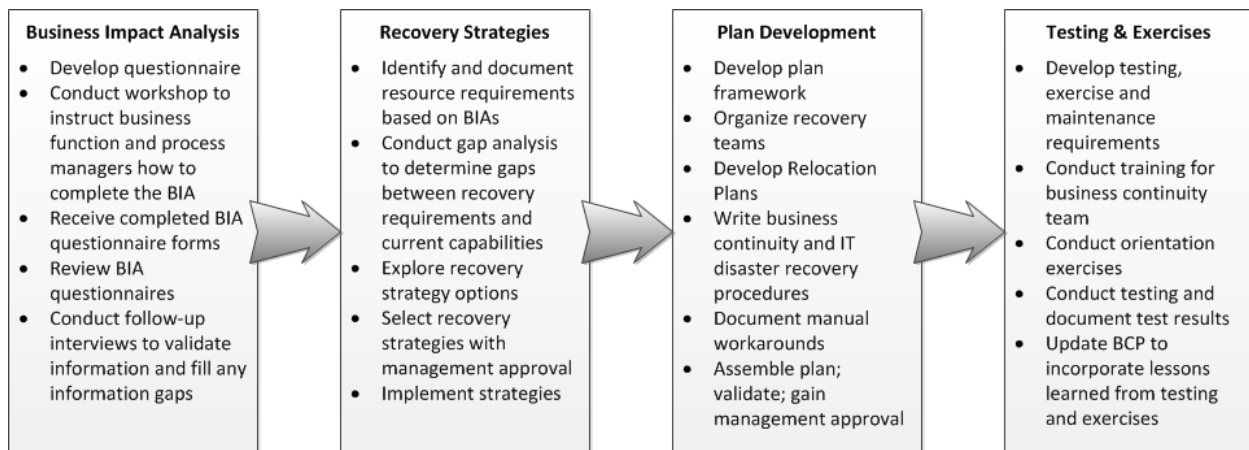 Business Impact Analysis
• Develop questionnaire
• Conduct workshop to
instruct business
function and process
managers how to
complete the BIA
• Receive completed BIA
questionnaire forms
• Review BIA
questionnaires
• Conduct follow-up
interviews to validate
information and fill any
information gaps
Recovery Strategies
• Identify and document
resource requirements
based on BIAs
• Conduct gap analysis
to determine gaps
between recovery
requirements and
current capabilities
• Explore recovery
strategy options
• Select recovery
strategies with
management approval
• Implement strategies
Plan Development
• Develop plan
framework
• Organize recovery
teams
• Develop Relocation
Plans
• Write business
continuity and IT
disaster recovery
procedures
• Document manual
workarounds
• Assemble plan;
validate; gain
management approval
Testing & Exercises
• Develop testing,
exercise and
maintenance
requirements
• Conduct training for
business continuity
team
• Conduct orientation
exercises
• Conduct testing and
document test results
• Update BCP to
incorporate lessons
learned from testing
and exercises